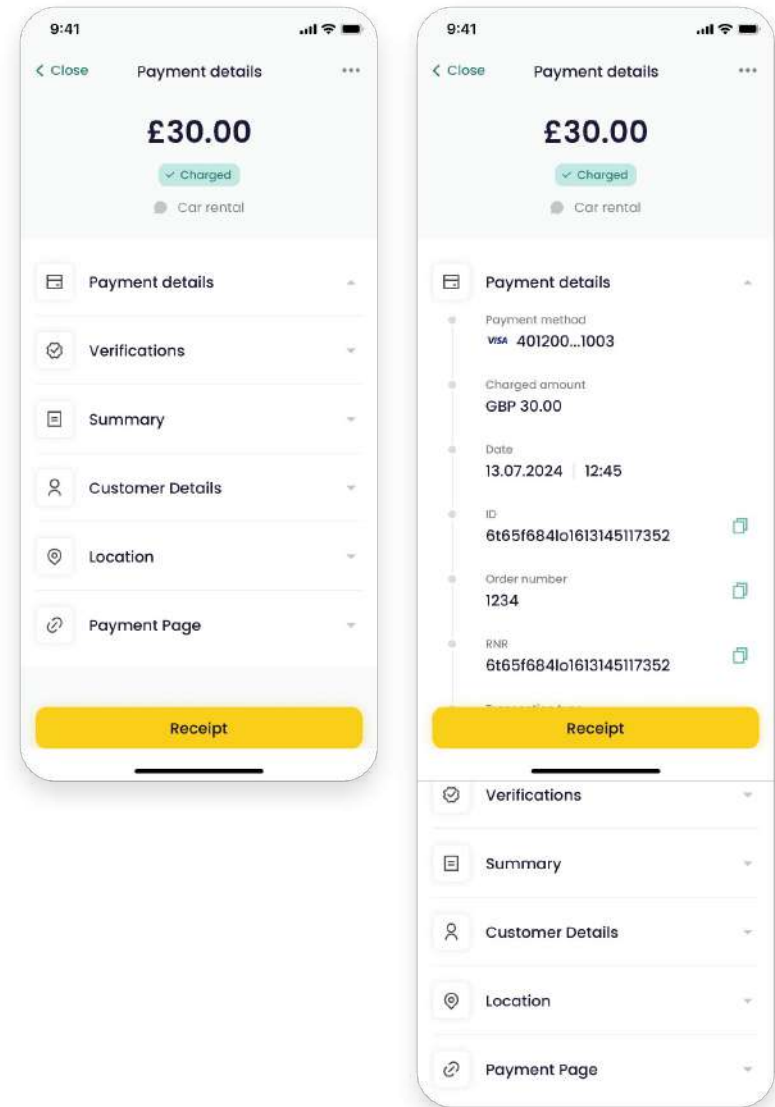 9:41
Close Payment details •••
£30.00
Charged
Car rental
Payment details
Verifications
Summary
Customer Details
Location
Payment Page
Receipt
9:41
Close Payment details •••
£30.00
Charged
Car rental
Payment details
Payment method
VISA 401200...1003
Charged amount
GBP 30.00
Date
13.07.2024 | 12:45
ID
6t65f684lo1613145117352
Order number
1234
RNR
6t65f684lo1613145117352
Receipt
Verifications
Summary
Customer Details
Location
Payment Page